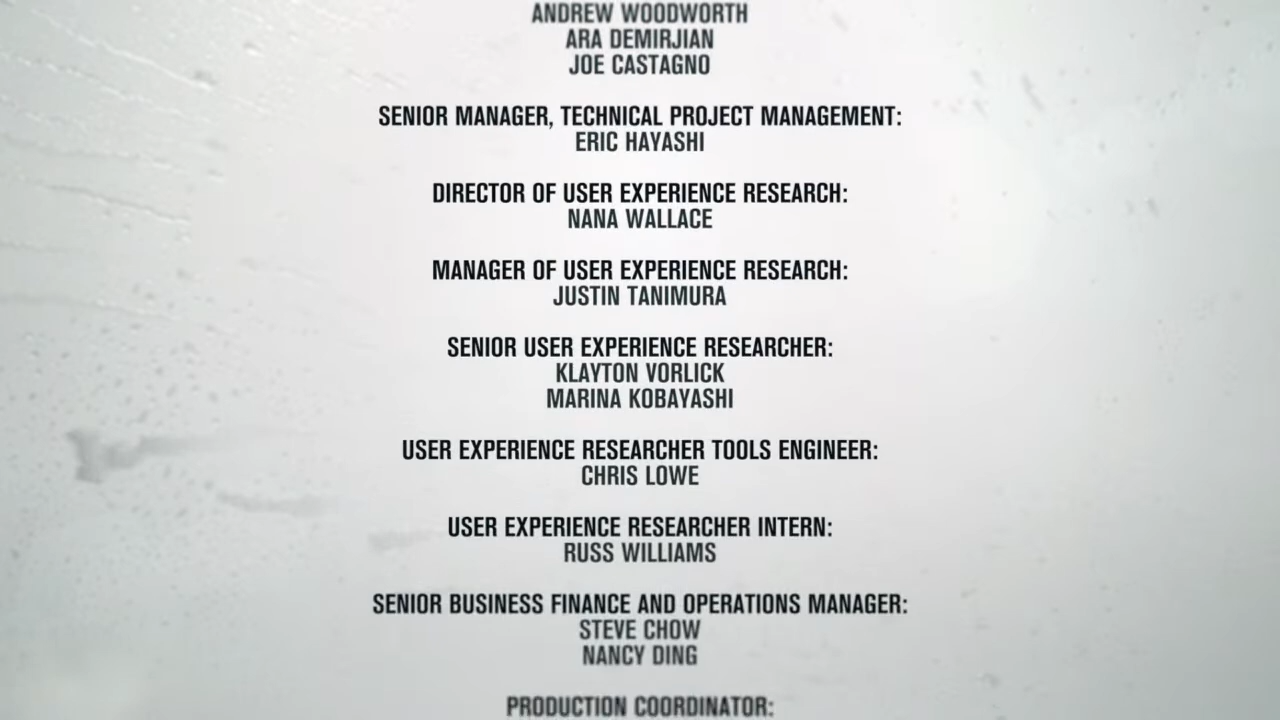 ANDREW WOODWORTH
ARA DEMIRJIAN
JOE CASTAGNO
SENIOR MANAGER, TECHNICAL PROJECT MANAGEMENT:
ERIC HAYASHI
DIRECTOR OF USER EXPERIENCE RESEARCH:
NANA WALLACE
MANAGER OF USER EXPERIENCE RESEARCH:
JUSTIN TANIMURA
SENIOR USER EXPERIENCE RESEARCHER:
KLAYTON VORLICK
MARINA KOBAYASHI
USER EXPERIENCE RESEARCHER TOOLS ENGINEER:
CHRIS LOWE
USER EXPERIENCE RESEARCHER INTERN:
RUSS WILLIAMS
SENIOR BUSINESS FINANCE AND OPERATIONS MANAGER:
STEVE CHOW
NANCY DING
PRODUCTION COORDINATOR: